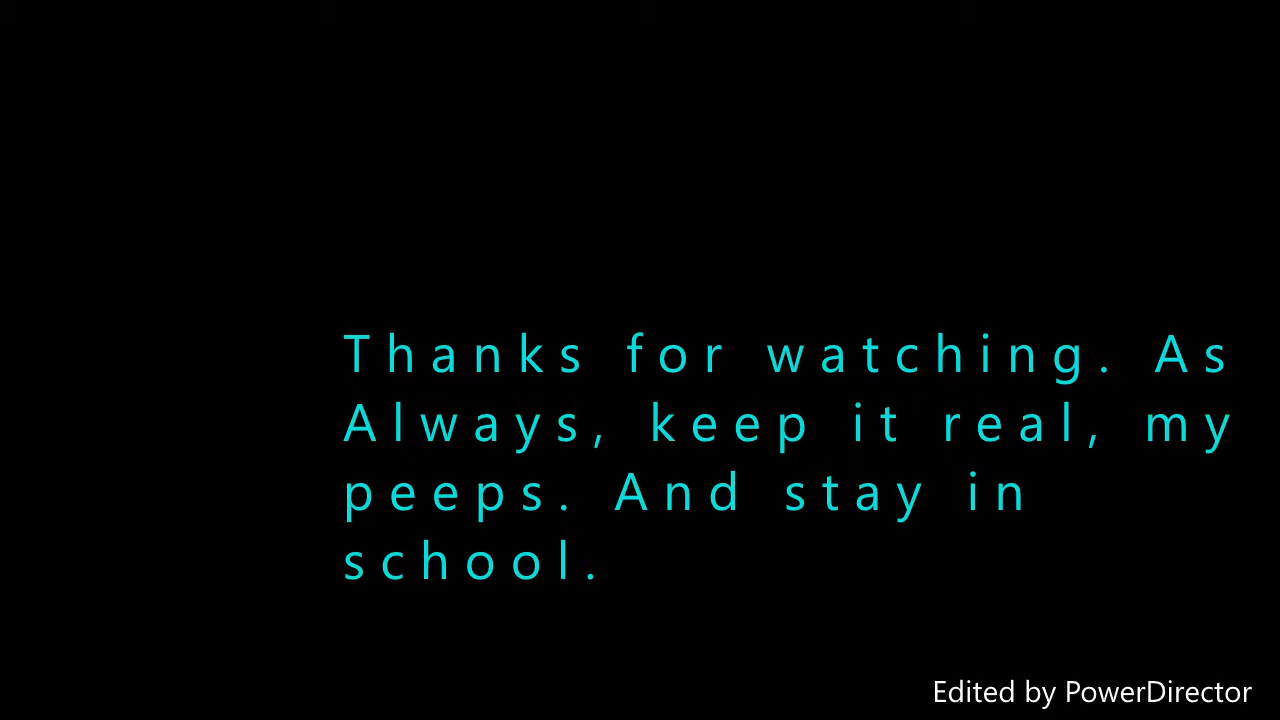 Thanks for watching. As
Always, keep it real, my
peeps. And stay in
school.
Edited by PowerDirector